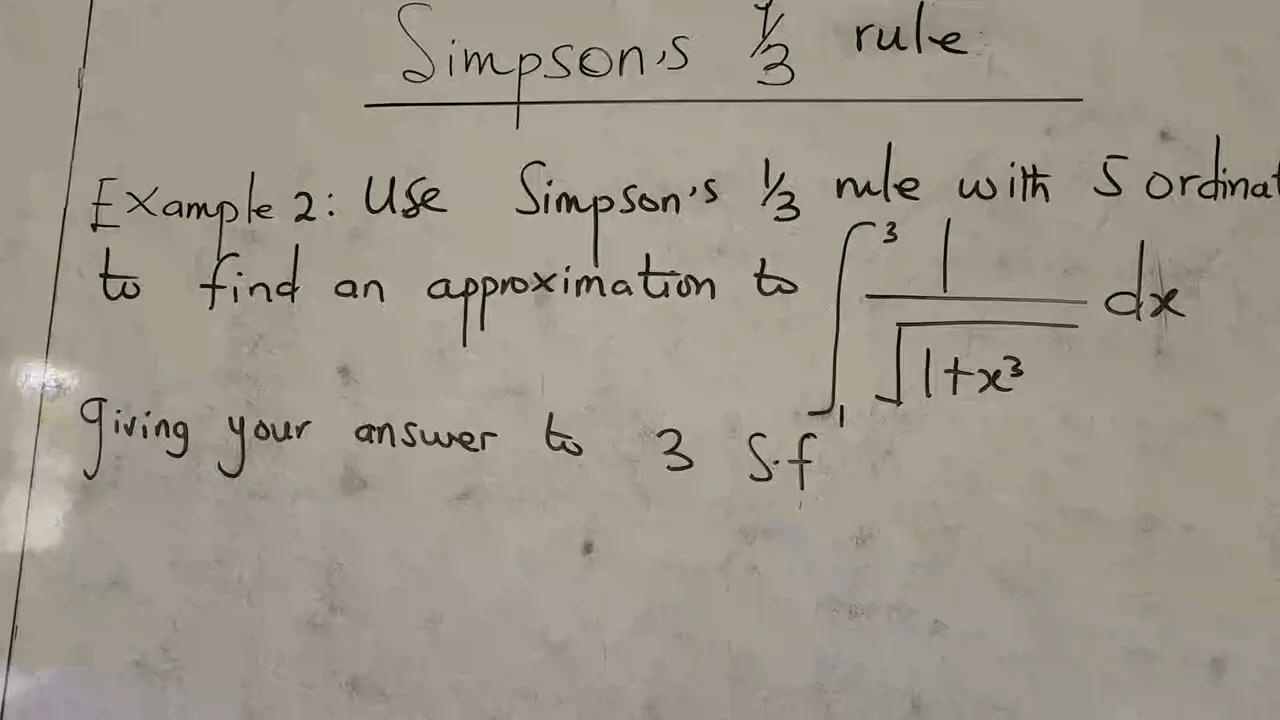 Simpson's 1/3 rule
Example 2: Use Simpson's 1/3 rule with 5 ordinat
to find an approximation to ∫₁³ 1/√(1+x³) dx
giving your answer to 3 s.f